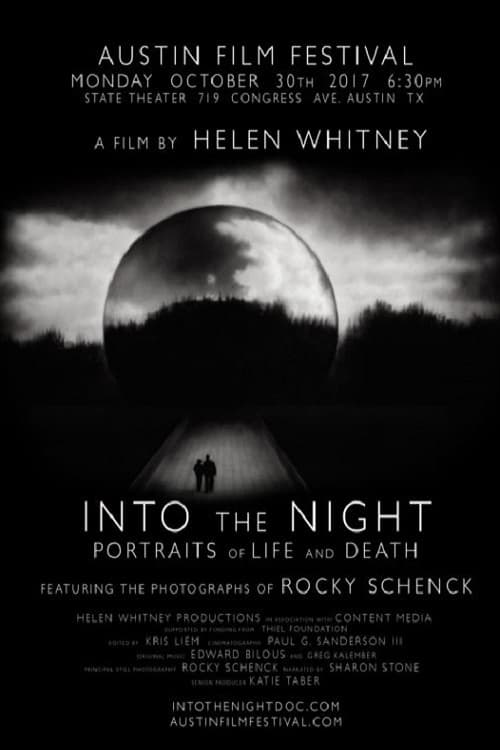 AUSTIN FILM FESTIVAL
MONDAY OCTOBER 30TH 2017 6:30PM
STATE THEATER 719 CONGRESS AVE. AUSTIN TX
A FILM BY HELEN WHITNEY
INTO THE NIGHT
PORTRAITS OF LIFE AND DEATH
FEATURING THE PHOTOGRAPHS OF ROCKY SCHENCK
HELEN WHITNEY PRODUCTIONS IN ASSOCIATION WITH CONTENT MEDIA
SUPPORTED BY FUNDING FROM THIEL FOUNDATION
EDITED BY KRIS LIEM CINEMATOGRAPHY PAUL G. SANDERSON III
ORIGINAL MUSIC EDWARD BILOUS AND GREG KALEMBER
PRINCIPAL STILL PHOTOGRAPHY ROCKY SCHENCK NARRATED BY SHARON STONE
SENIOR PRODUCER KATIE TABER
INTOTHENIGHTDOC.COM
AUSTINFILMFESTIVAL.COM